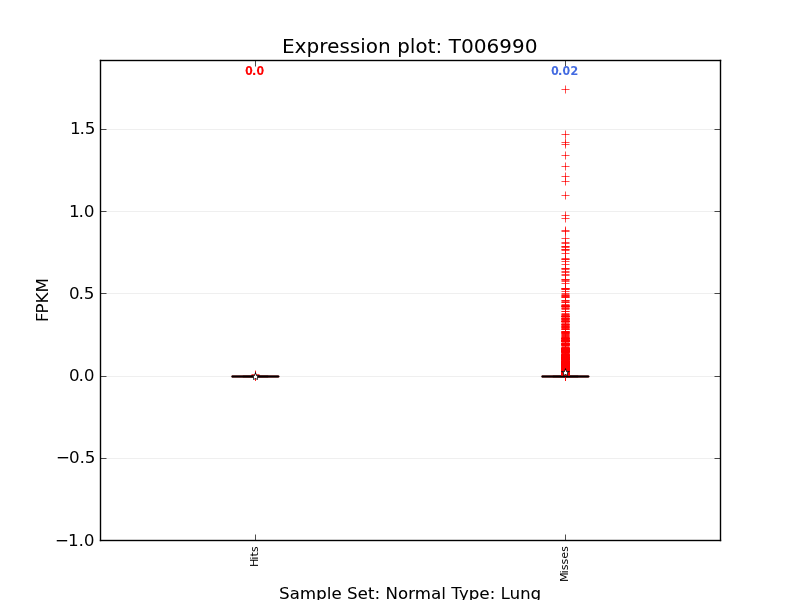 Expression plot: T006990
0.0
0.02
1.5
1.0
0.5
0.0
−0.5
−1.0
FPKM
Hits
Misses
Sample Set: Normal Type: Lung